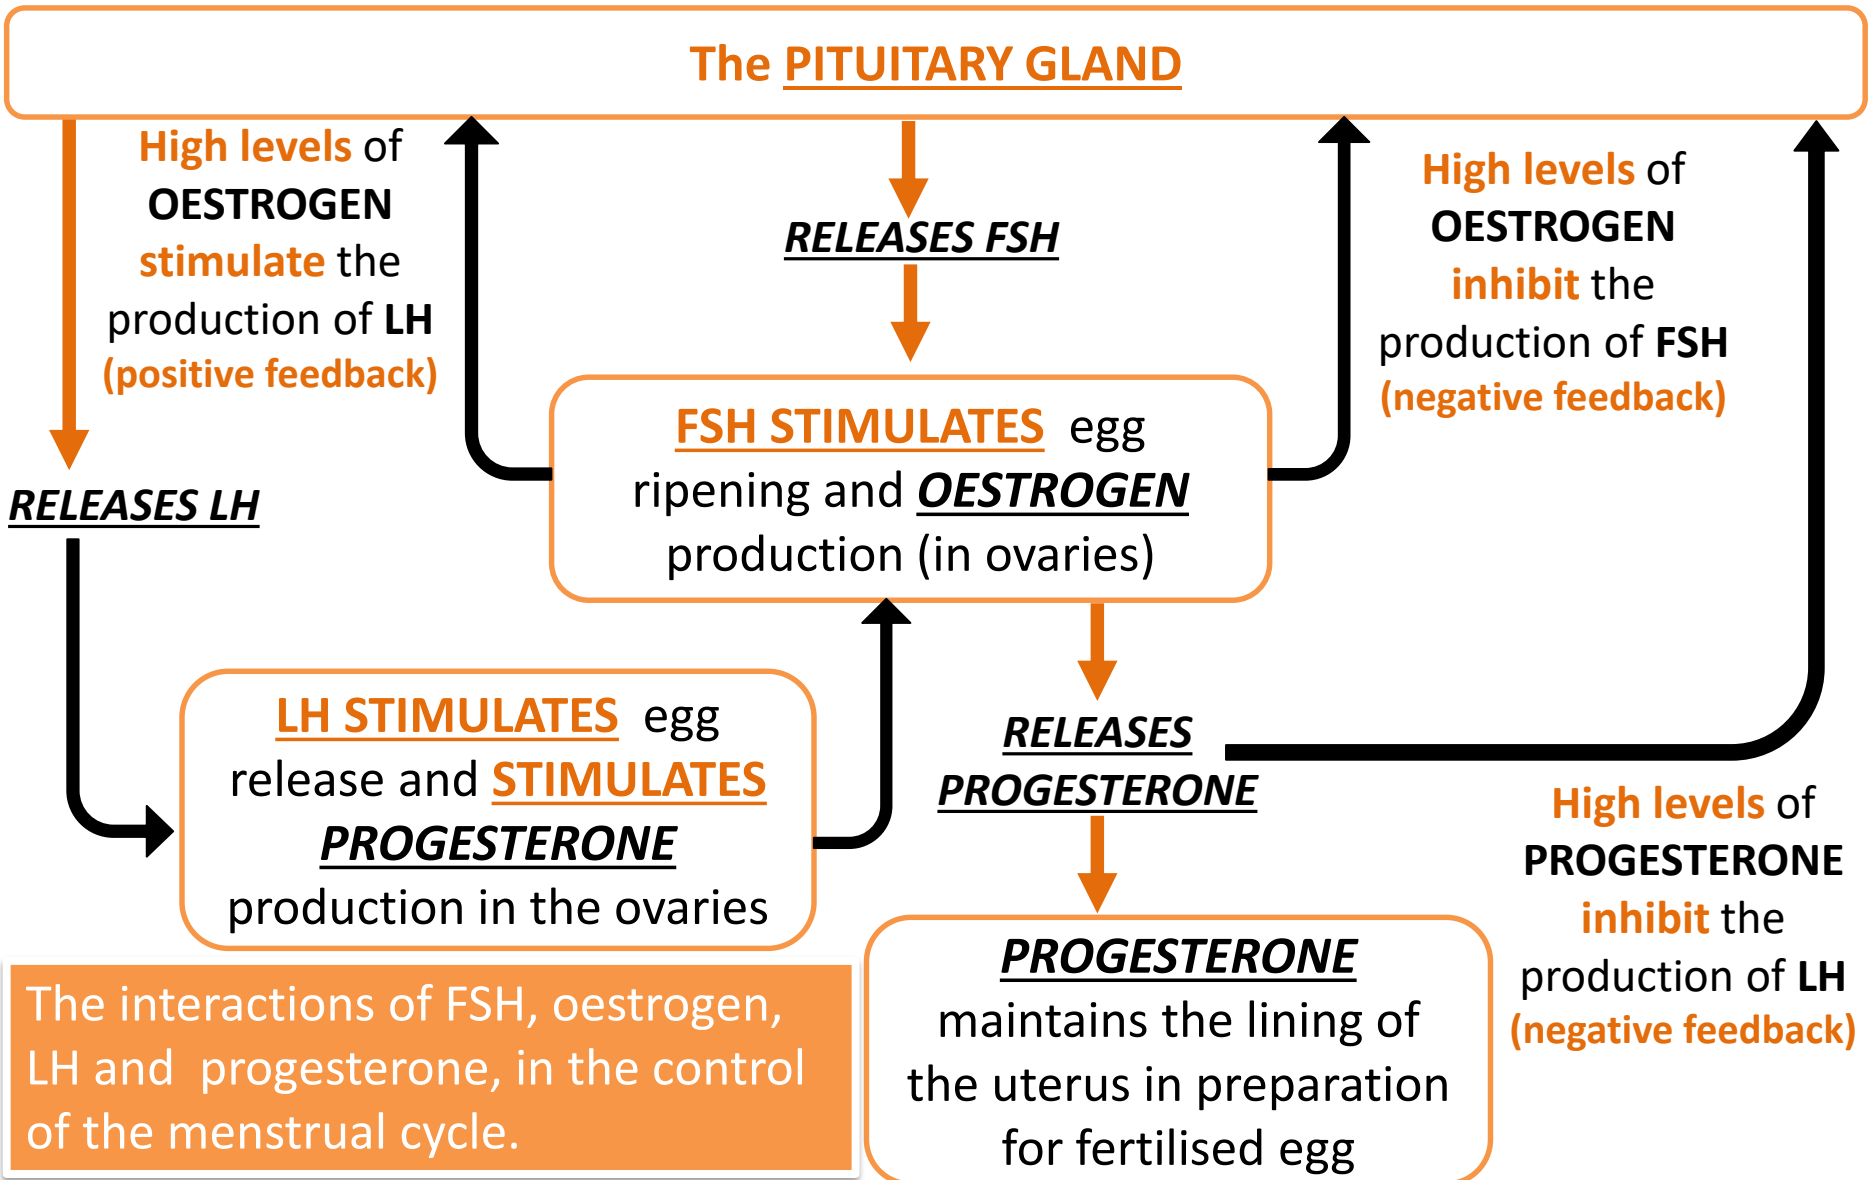 The PITUITARY GLAND
High levels of
OESTROGEN
stimulate the
production of LH
(positive feedback)
RELEASES FSH
High levels of
OESTROGEN
inhibit the
production of FSH
(negative feedback)
FSH STIMULATES egg
ripening and OESTROGEN
production (in ovaries)
RELEASES LH
LH STIMULATES egg
release and STIMULATES
PROGESTERONE
production in the ovaries
RELEASES
PROGESTERONE
High levels of
PROGESTERONE
inhibit the
production of LH
(negative feedback)
PROGESTERONE
maintains the lining of
the uterus in preparation
for fertilised egg
The interactions of FSH, oestrogen,
LH and progesterone, in the control
of the menstrual cycle.